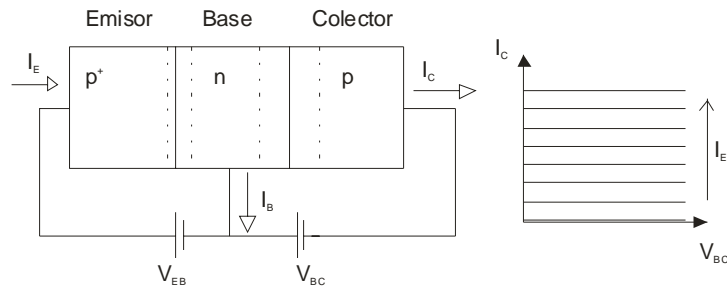 Emisor Base Colector
I_E p⁺ n p I_C
I_B
V_EB V_BC
I_C
I_E
V_BC